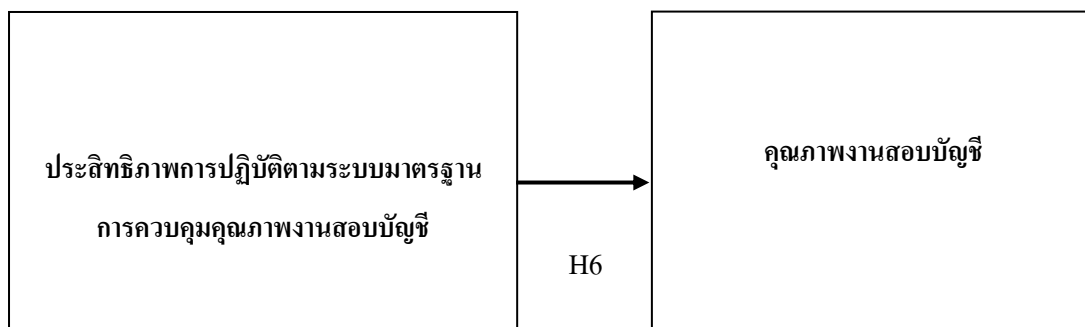 ประสิทธิภาพการปฏิบัติตามระบบมาตรฐาน
การควบคุมคุณภาพงานสอบบัญชี
H6
คุณภาพงานสอบบัญชี